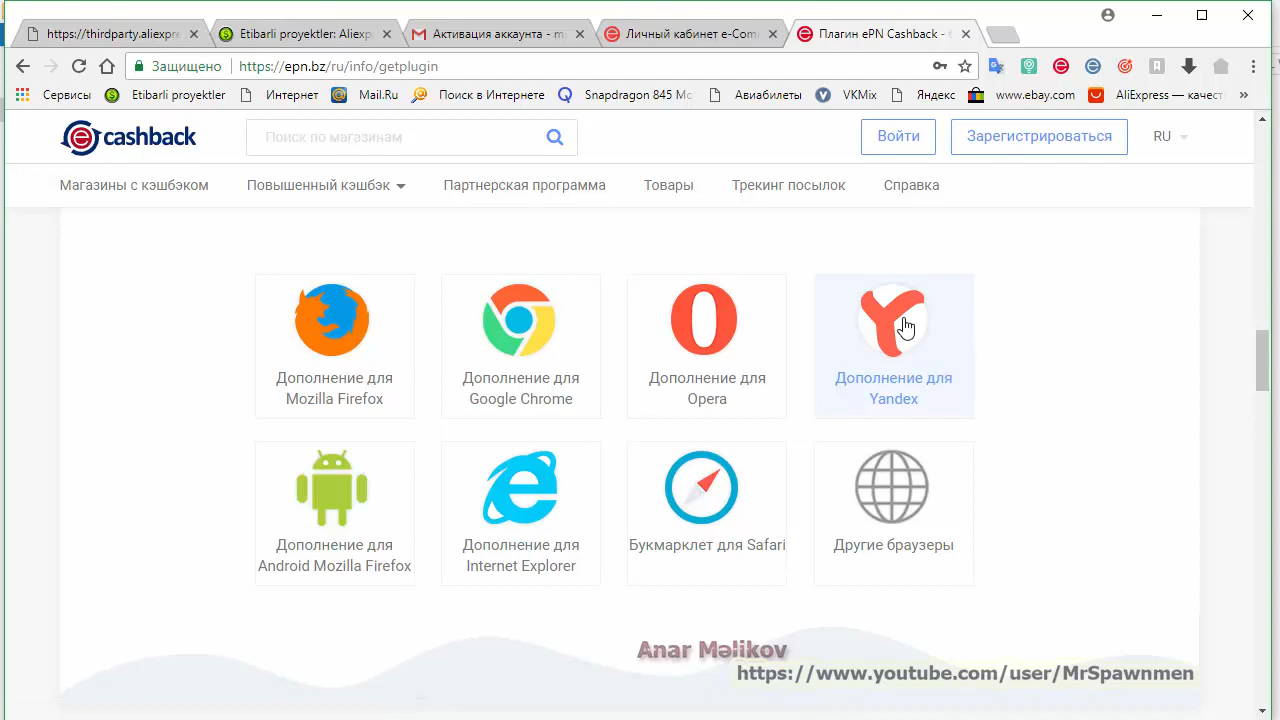 https://thirdparty.aliexpre
Etibarli proyektler: Aliexp
Активация аккаунта - m
Личный кабинет e-Com
Плагин ePN Cashback - 
Защищено
https://epn.bz/ru/info/getplugin
Сервисы
Etibarli proyektler
Интернет
Mail.Ru
Поиск в Интернете
Snapdragon 845 Mo
Авиабилеты
VKMix
Яндекс
www.ebay.com
AliExpress — качест
e cashback
Поиск по магазинам
Войти
Зарегистрироваться
RU
Магазины с кэшбэком
Повышенный кэшбэк
Партнерская программа
Товары
Трекинг посылок
Справка
Дополнение для
Mozilla Firefox
Дополнение для
Google Chrome
Дополнение для
Opera
Дополнение для
Yandex
Дополнение для
Android Mozilla Firefox
Дополнение для
Internet Explorer
Букмарклет для Safari
Другие браузеры
Anar Məlikov
https://www.youtube.com/user/MrSpawnmen